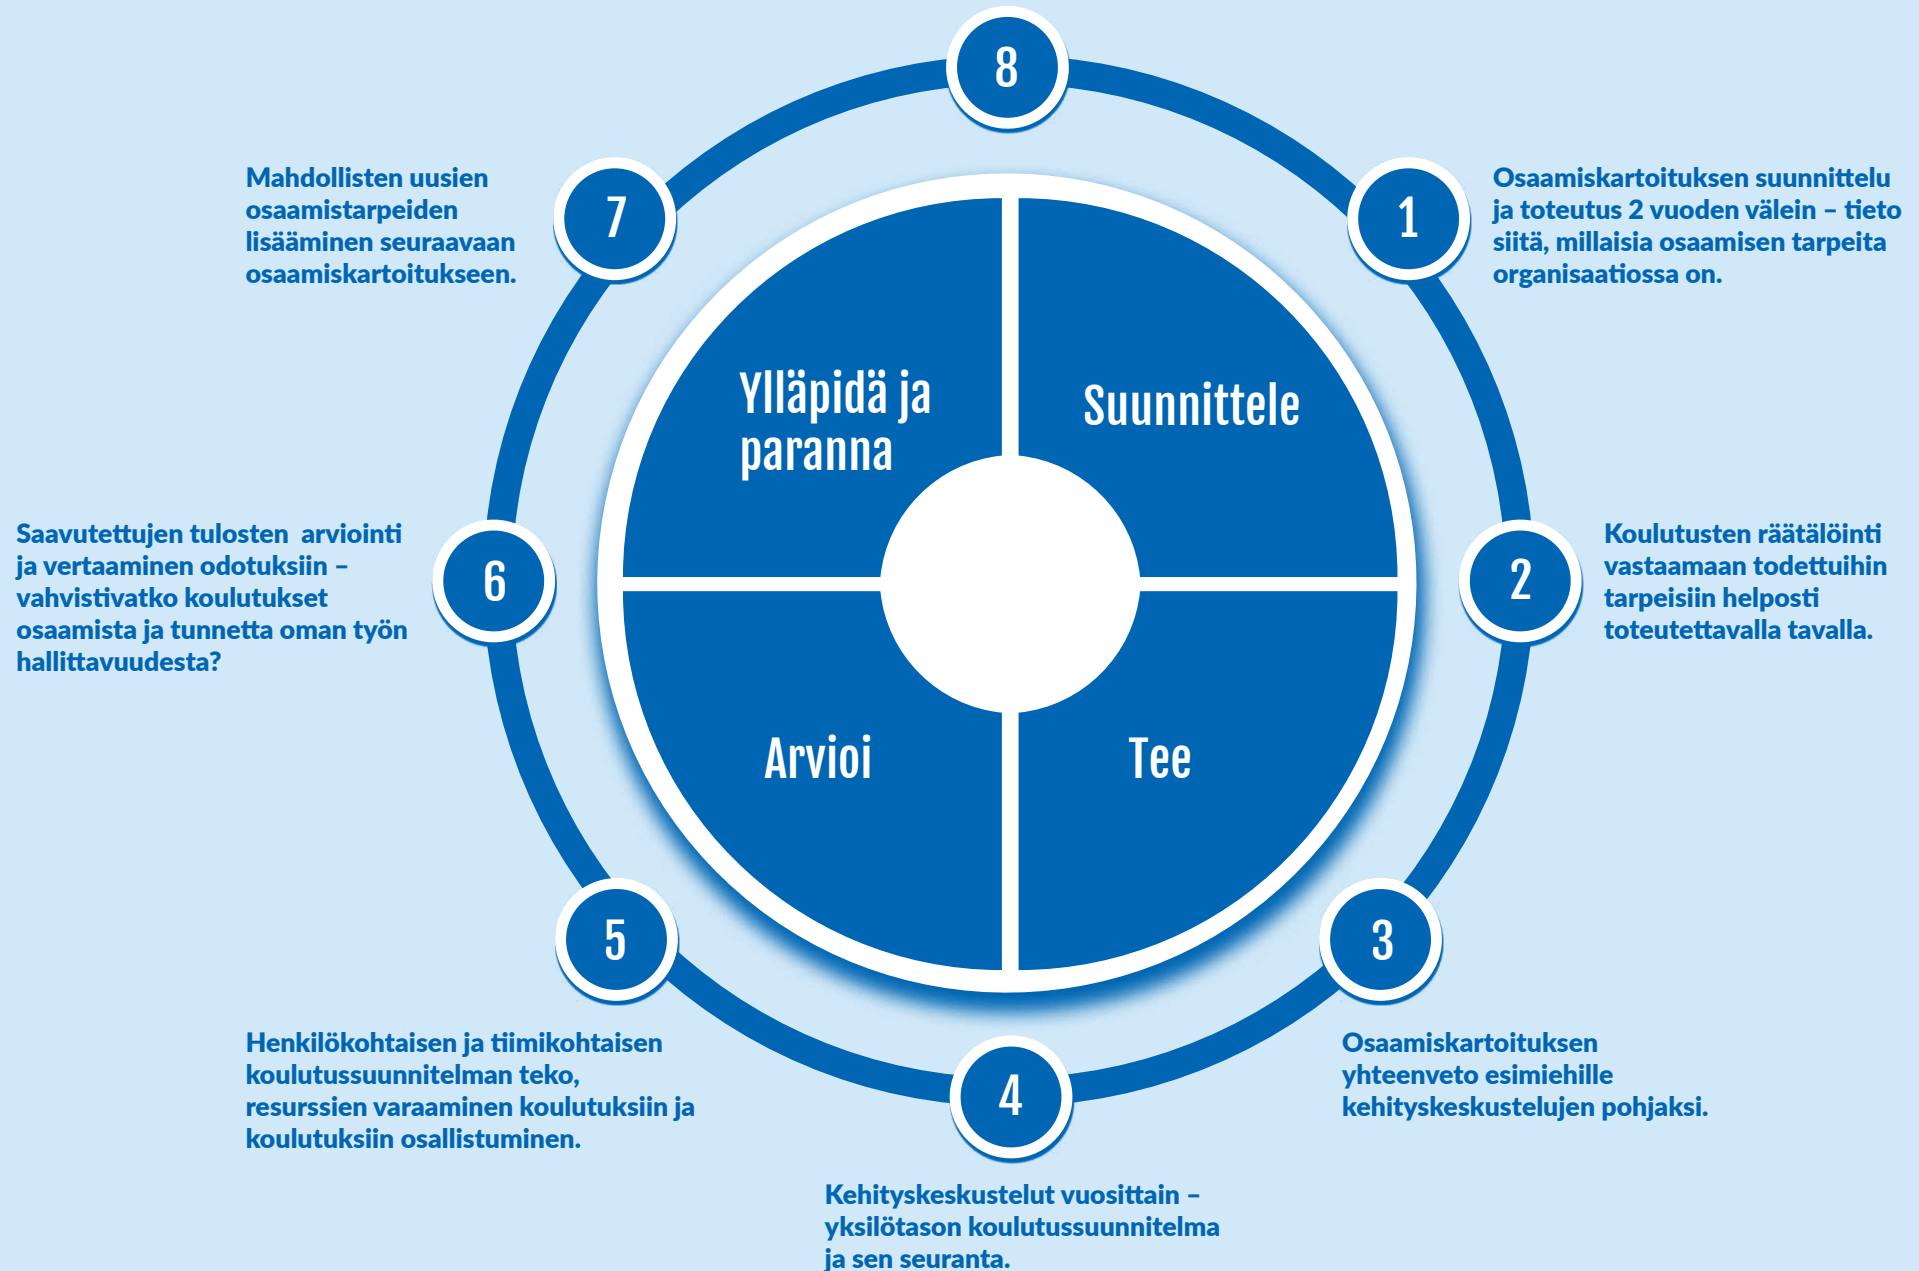 8
1
Osaamiskartoituksen suunnittelu
ja toteutus 2 vuoden välein – tieto
siitä, millaisia osaamisen tarpeita
organisaatiossa on.
2
Koulutusten räätälöinti
vastaamaan todettuihin
tarpeisiin helposti
toteutettavalla tavalla.
3
Osaamiskartoituksen
yhteenveto esimiehille
kehityskeskustelujen pohjaksi.
4
Kehityskeskustelut vuosittain –
yksilötason koulutussuunnitelma
ja sen seuranta.
5
Henkilökohtaisen ja tiimikohtaisen
koulutussuunnitelman teko,
resurssien varaaminen koulutuksiin ja
koulutuksiin osallistuminen.
6
Saavutettujen tulosten arviointi
ja vertaaminen odotuksiin –
vahvistivatko koulutukset
osaamista ja tunnetta oman työn
hallittavuudesta?
7
Mahdollisten uusien
osaamistarpeiden
lisääminen seuraavaan
osaamiskartoitukseen.
Ylläpidä ja
paranna
Suunnittele
Arvioi
Tee